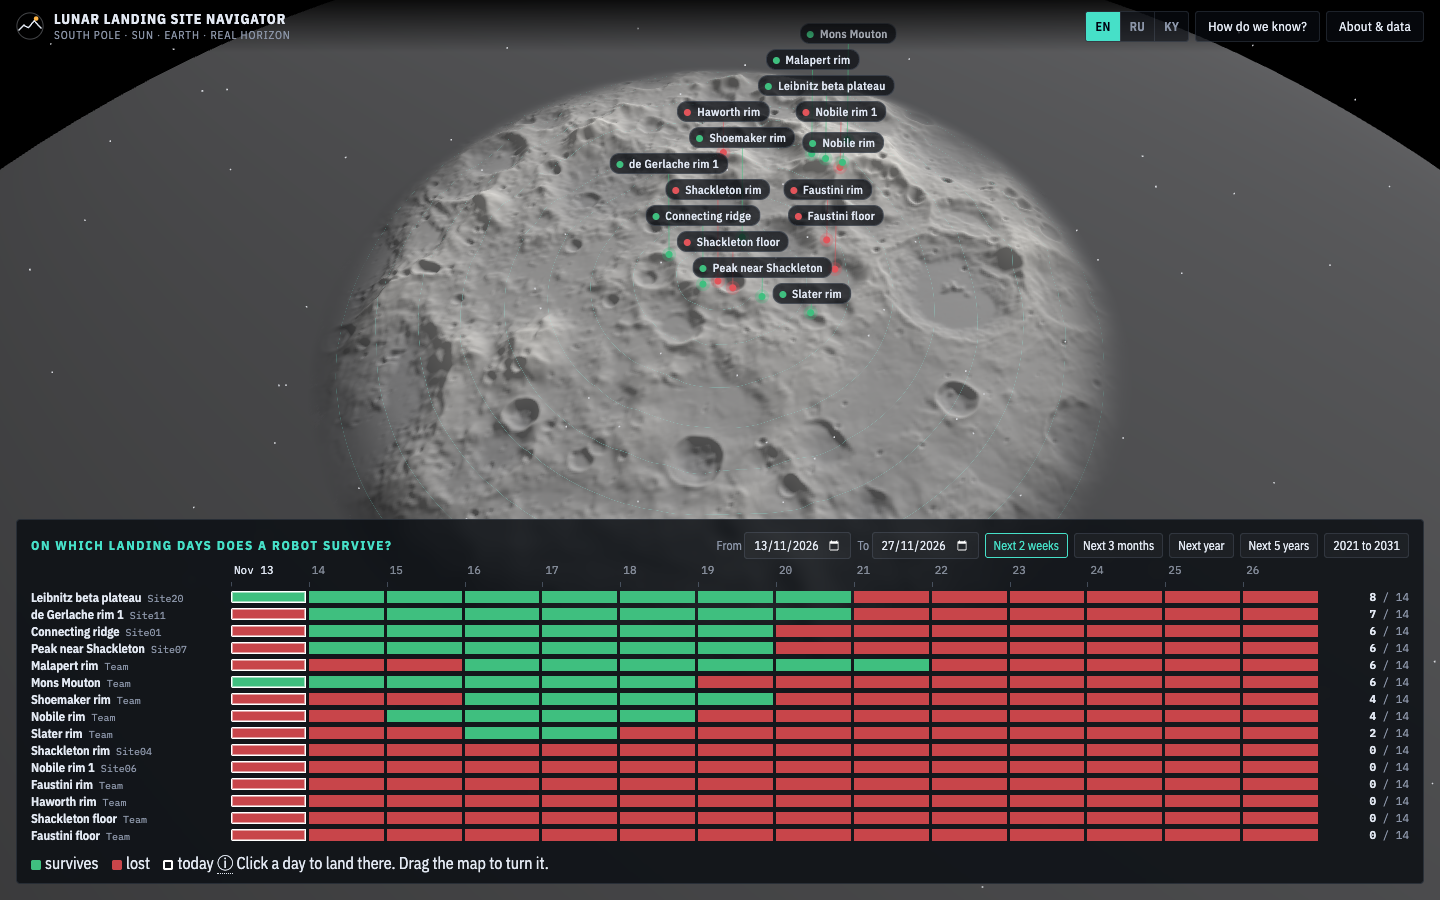 LUNAR LANDING SITE NAVIGATOR
SOUTH POLE · SUN · EARTH · REAL HORIZON
EN RU KY How do we know? About & data
Mons Mouton
Malapert rim
Leibnitz beta plateau
Haworth rim Nobile rim 1
Shoemaker rim Nobile rim
de Gerlache rim 1
Shackleton rim Faustini rim
Connecting ridge Faustini floor
Shackleton floor
Peak near Shackleton
Slater rim
ON WHICH LANDING DAYS DOES A ROBOT SURVIVE? From 13/11/2026 To 27/11/2026 Next 2 weeks Next 3 months Next year Next 5 years 2021 to 2031
Nov 13 14 15 16 17 18 19 20 21 22 23 24 25 26
Leibnitz beta plateau Site20 8 / 14
de Gerlache rim 1 Site11 7 / 14
Connecting ridge Site01 6 / 14
Peak near Shackleton Site07 6 / 14
Malapert rim Team 6 / 14
Mons Mouton Team 6 / 14
Shoemaker rim Team 4 / 14
Nobile rim Team 4 / 14
Slater rim Team 2 / 14
Shackleton rim Site04 0 / 14
Nobile rim 1 Site06 0 / 14
Faustini rim Team 0 / 14
Haworth rim Team 0 / 14
Shackleton floor Team 0 / 14
Faustini floor Team 0 / 14
survives lost today ⓘ Click a day to land there. Drag the map to turn it.